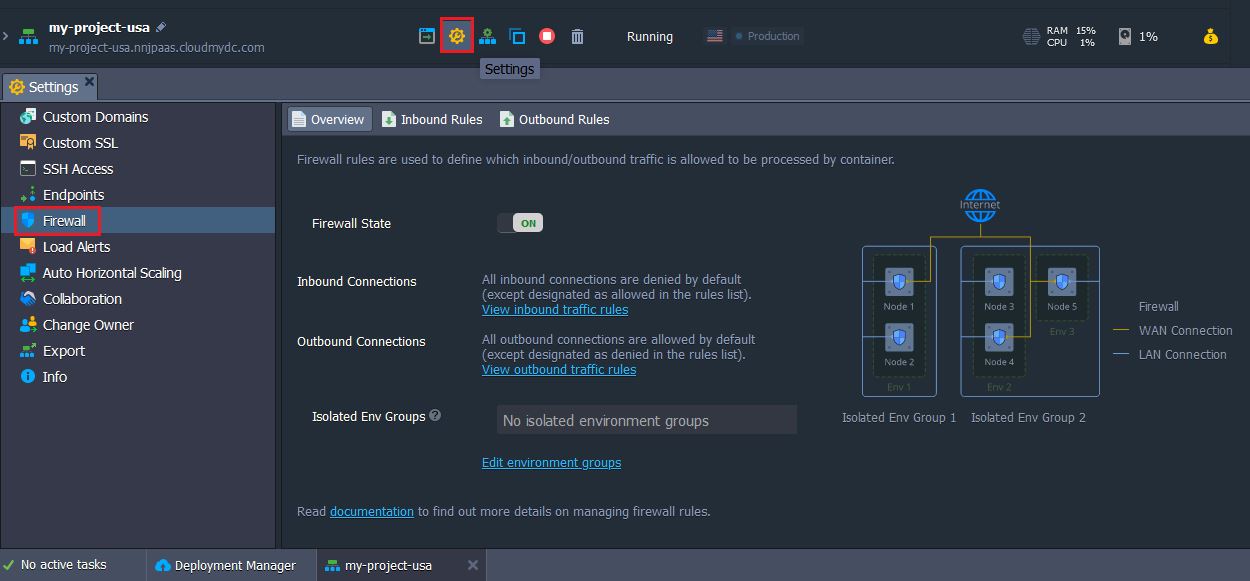 my-project-usa
my-project-usa.nnjpaas.cloudmydc.com
Running
Production
RAM 15%
CPU 1%
1%
Settings
Settings
Custom Domains
Custom SSL
SSH Access
Endpoints
Firewall
Load Alerts
Auto Horizontal Scaling
Collaboration
Change Owner
Export
Info
Overview
Inbound Rules
Outbound Rules
Firewall rules are used to define which inbound/outbound traffic is allowed to be processed by container.
Firewall State
ON
Inbound Connections
All inbound connections are denied by default
(except designated as allowed in the rules list).
View inbound traffic rules
Outbound Connections
All outbound connections are allowed by default
(except designated as denied in the rules list).
View outbound traffic rules
Isolated Env Groups
No isolated environment groups
Edit environment groups
Read documentation to find out more details on managing firewall rules.
Internet
Node 1
Node 2
Env 1
Node 3
Node 4
Env 2
Node 5
Env 3
Isolated Env Group 1
Isolated Env Group 2
Firewall
WAN Connection
LAN Connection
No active tasks
Deployment Manager
my-project-usa